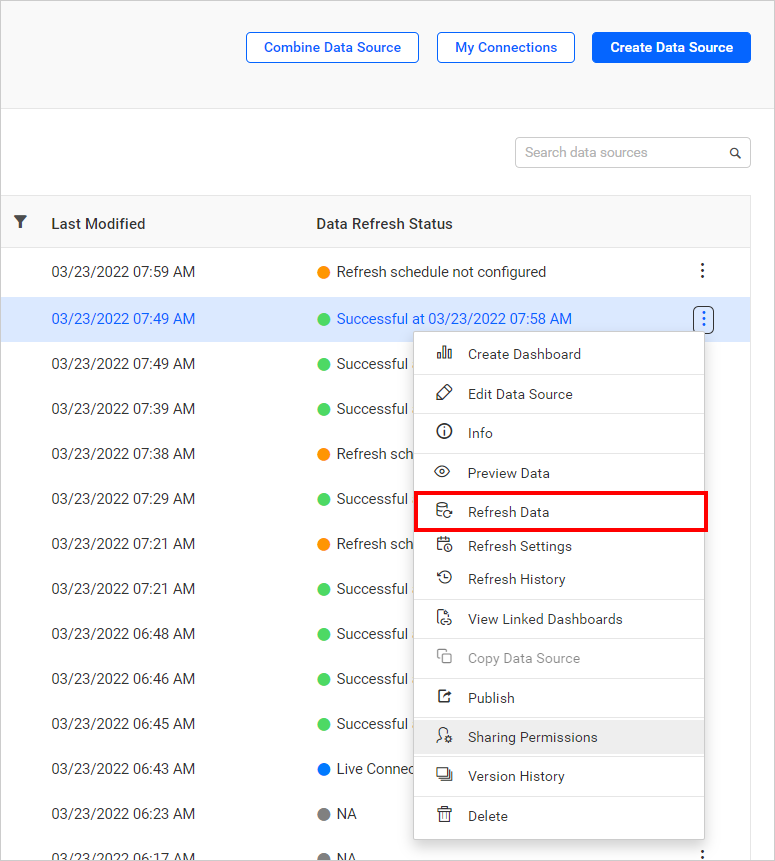 Combine Data Source My Connections Create Data Source
Search data sources
Last Modified Data Refresh Status
03/23/2022 07:59 AM Refresh schedule not configured
03/23/2022 07:49 AM Successful at 03/23/2022 07:58 AM
03/23/2022 07:49 AM Successful
03/23/2022 07:39 AM Successful
03/23/2022 07:38 AM Refresh sch
03/23/2022 07:29 AM Successful
03/23/2022 07:21 AM Refresh sch
03/23/2022 07:21 AM Successful
03/23/2022 06:48 AM Successful
03/23/2022 06:46 AM Successful
03/23/2022 06:45 AM Successful
03/23/2022 06:43 AM Live Connec
03/23/2022 06:23 AM NA
03/23/2022 06:17 AM NA
Create Dashboard
Edit Data Source
Info
Preview Data
Refresh Data
Refresh Settings
Refresh History
View Linked Dashboards
Copy Data Source
Publish
Sharing Permissions
Version History
Delete